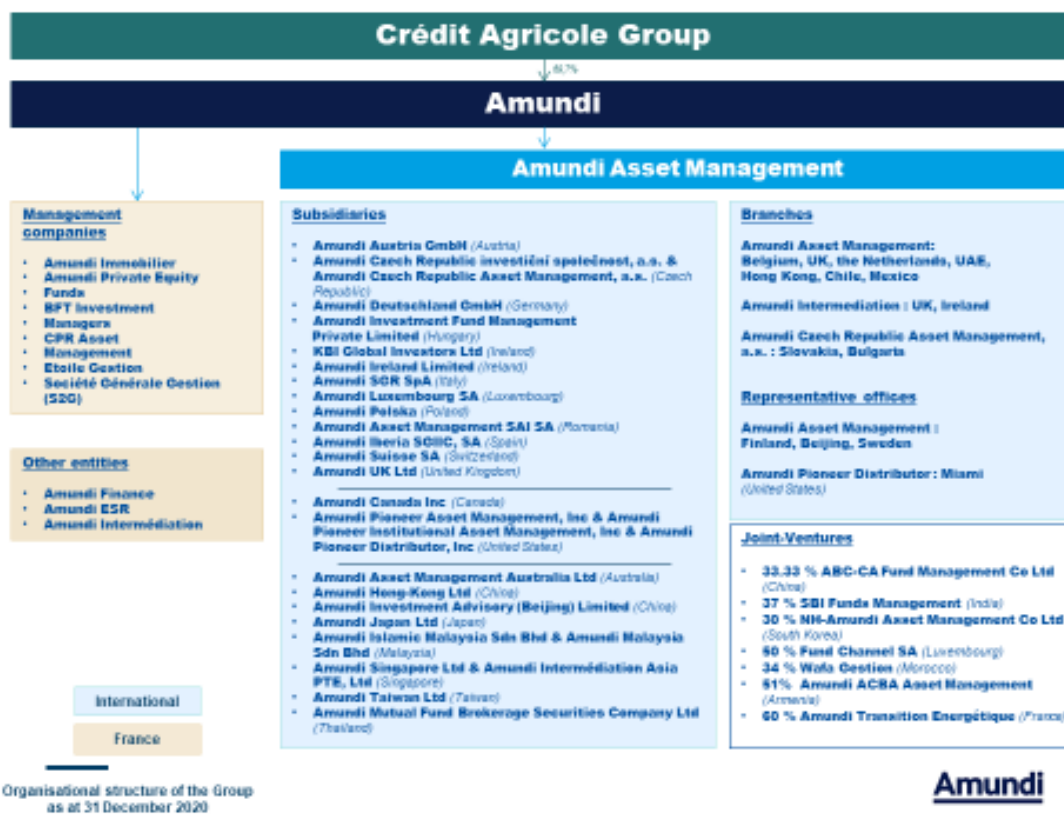 Crédit Agricole Group
Amundi
Amundi Asset Management
Management
companies
• Amundi Immobilier
• Amundi Private Equity
• Funds
• BFT Investment
• Managers
• CPR Asset
• Management
• Etoile Gestion
• Société Générale Gestion
(S2G)
Other entities
• Amundi Finance
• Amundi ESR
• Amundi Intermédiation
International
France
Organisational structure of the Group
as at 31 December 2020
Subsidiaries
• Amundi Austria GmbH (Austria)
• Amundi Czech Republic investiční společnost, a.s. &
Amundi Czech Republic Asset Management, a.s. (Czech
Republic)
• Amundi Deutschland GmbH (Germany)
• Amundi Investment Fund Management
Private Limited (Hungary)
• KBI Global Investors Ltd (Ireland)
• Amundi Ireland Limited (Ireland)
• Amundi SGR SpA (Italy)
• Amundi Luxembourg SA (Luxembourg)
• Amundi Polska (Poland)
• Amundi Asset Management SAI SA (Romania)
• Amundi Iberia SGIIC, SA (Spain)
• Amundi Suisse SA (Switzerland)
• Amundi UK Ltd (United Kingdom)
• Amundi Canada Inc (Canada)
• Amundi Pioneer Asset Management, Inc & Amundi
Pioneer Institutional Asset Management, Inc & Amundi
Pioneer Distributor, Inc (United States)
• Amundi Asset Management Australia Ltd (Australia)
• Amundi Hong-Kong Ltd (China)
• Amundi Investment Advisory (Beijing) Limited (China)
• Amundi Japan Ltd (Japan)
• Amundi Islamic Malaysia Sdn Bhd & Amundi Malaysia
Sdn Bhd (Malaysia)
• Amundi Singapore Ltd & Amundi Intermédiation Asia
PTE, Ltd (Singapore)
• Amundi Taiwan Ltd (Taiwan)
• Amundi Mutual Fund Brokerage Securities Company Ltd
(Thailand)
Branches
Amundi Asset Management:
Belgium, UK, the Netherlands, UAE,
Hong Kong, Chile, Mexico
Amundi Intermediation : UK, Ireland
Amundi Czech Republic Asset Management,
a.s. : Slovakia, Bulgaria
Representative offices
Amundi Asset Management :
Finland, Beijing, Sweden
Amundi Pioneer Distributor : Miami
(United States)
Joint-Ventures
• 33.33 % ABC-CA Fund Management Co Ltd
(China)
• 37 % SBI Funds Management (India)
• 30 % NH-Amundi Asset Management Co Ltd
(South Korea)
• 50 % Fund Channel SA (Luxembourg)
• 34 % Wafa Gestion (Morocco)
• 51% Amundi ACBA Asset Management
(Armenia)
• 60 % Amundi Transition Energétique (France)
Amundi